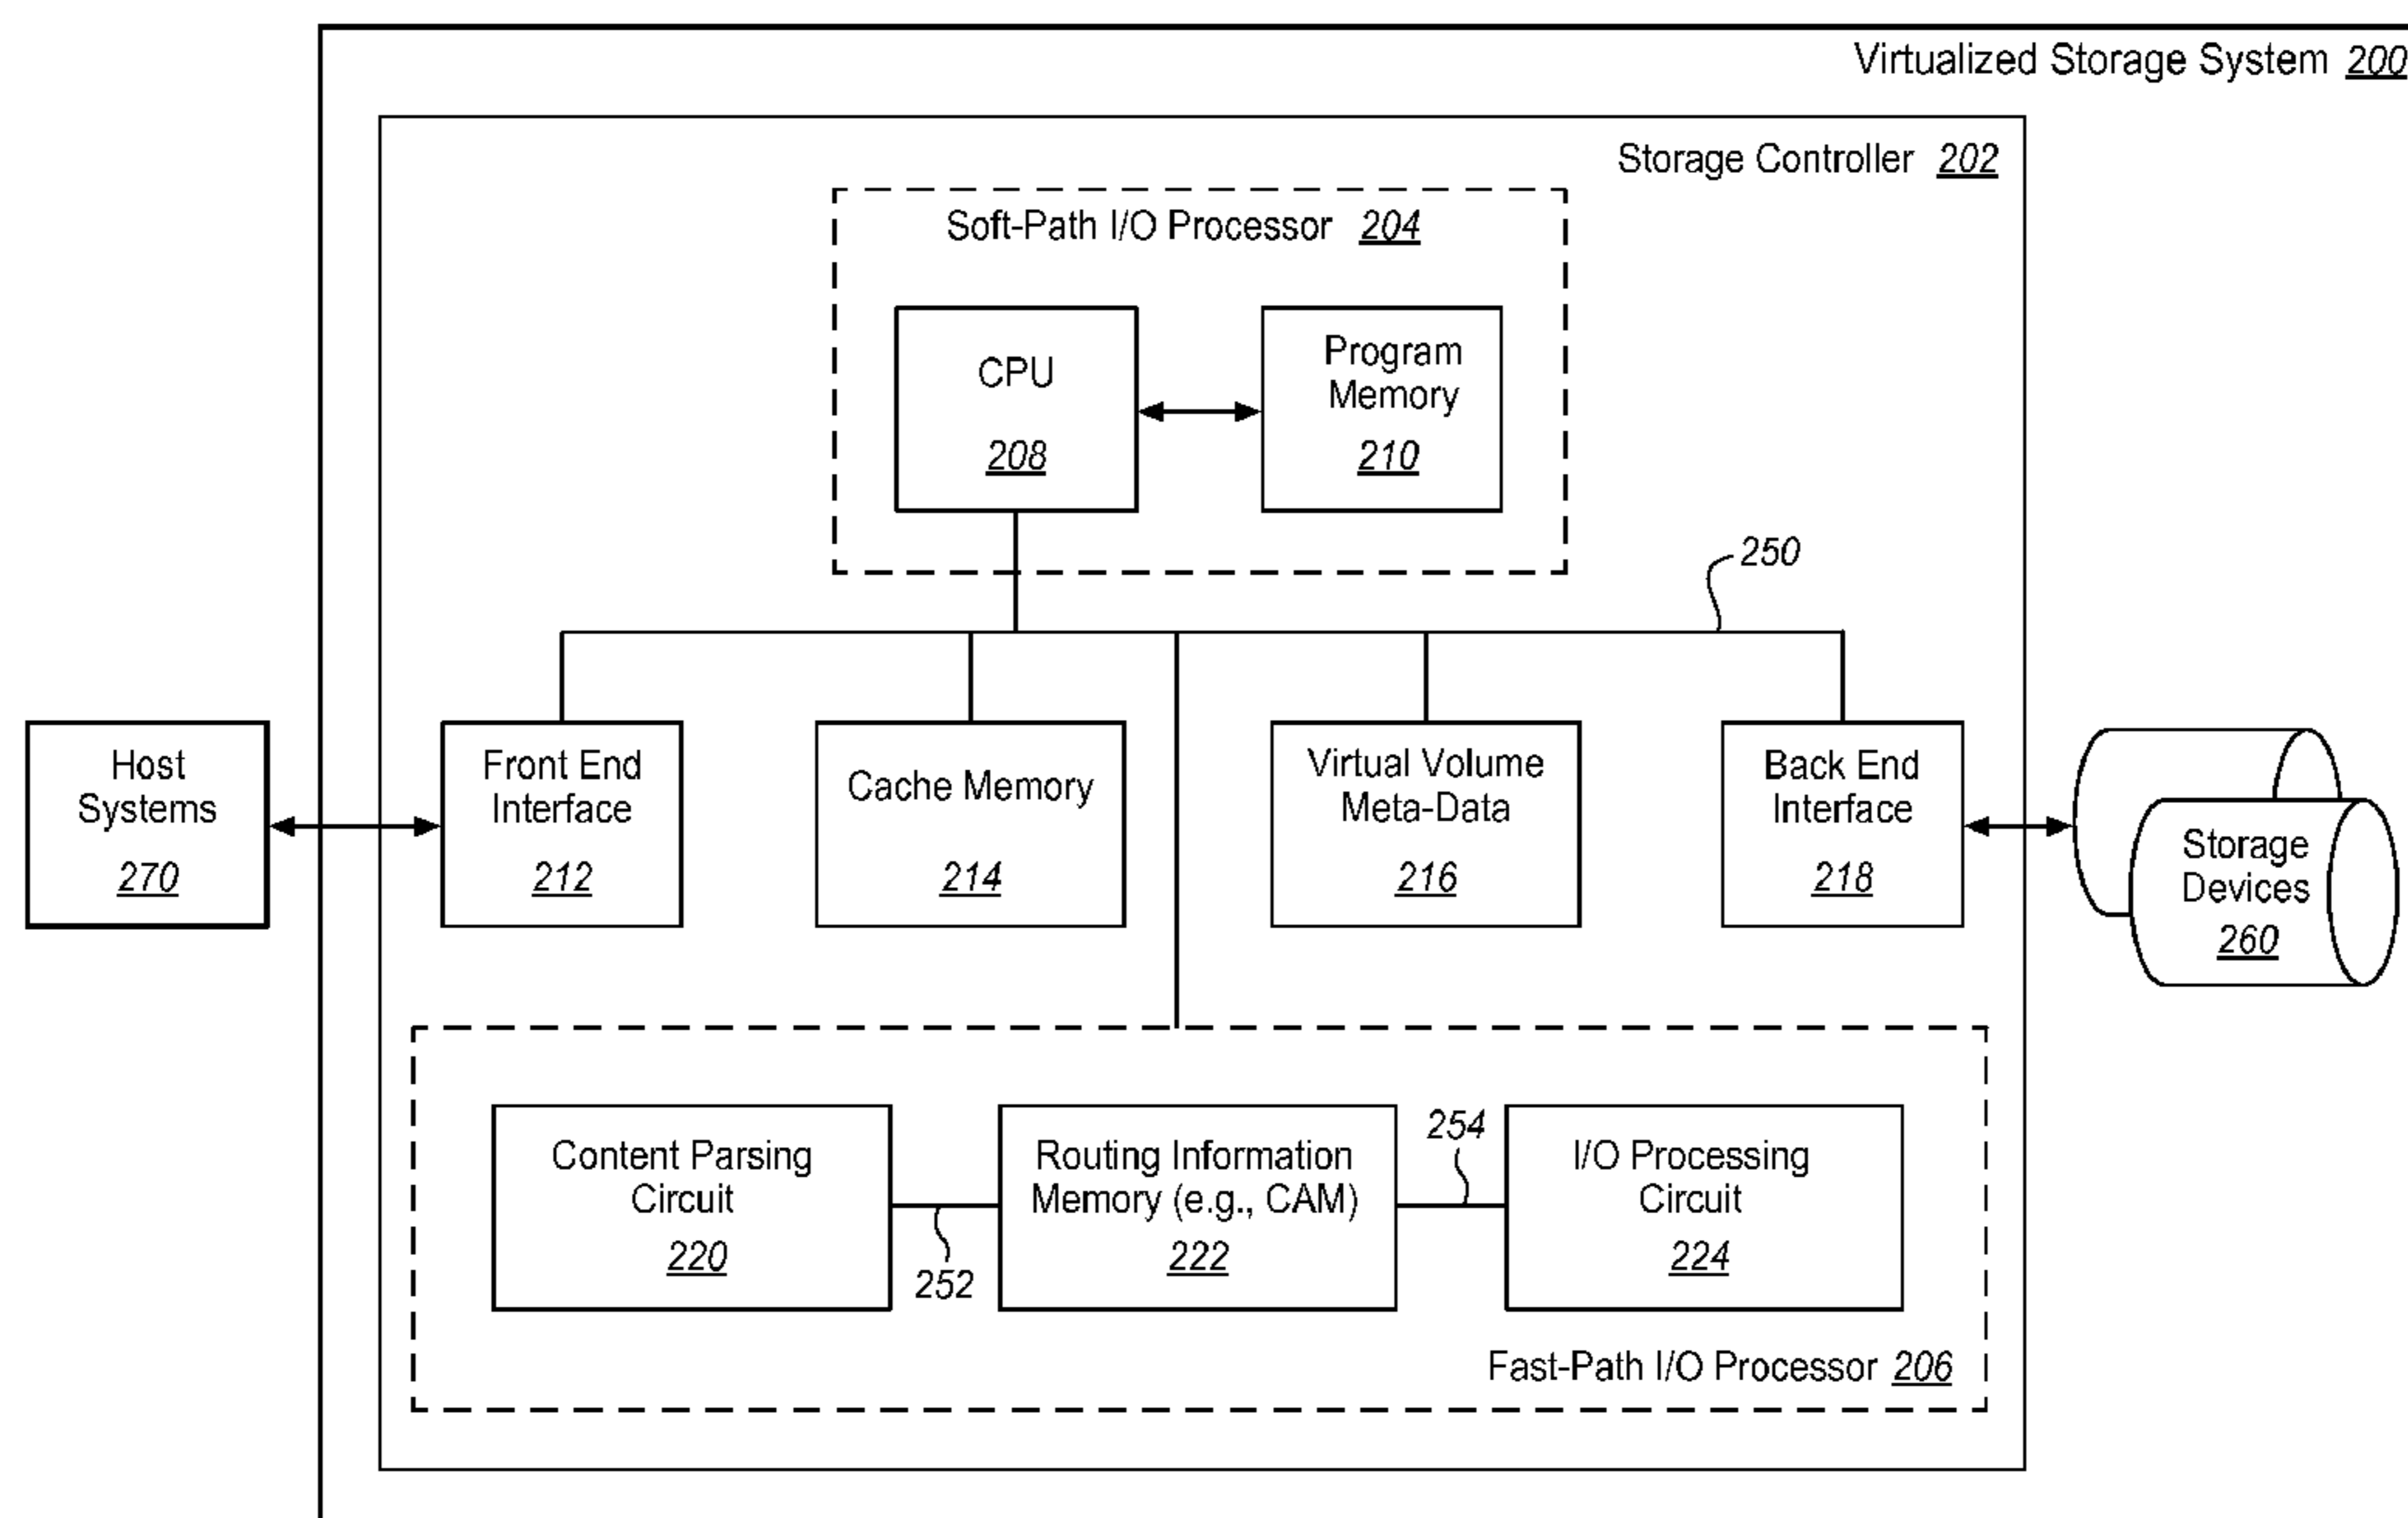 Virtualized Storage System 200
Storage Controller 202
Soft-Path I/O Processor 204
CPU
208
Program
Memory
210
250
Host
Systems
270
Front End
Interface
212
Cache Memory
214
Virtual Volume
Meta-Data
216
Back End
Interface
218
Storage
Devices
260
Content Parsing
Circuit
220
252
Routing Information
Memory (e.g., CAM)
222
254
I/O Processing
Circuit
224
Fast-Path I/O Processor 206